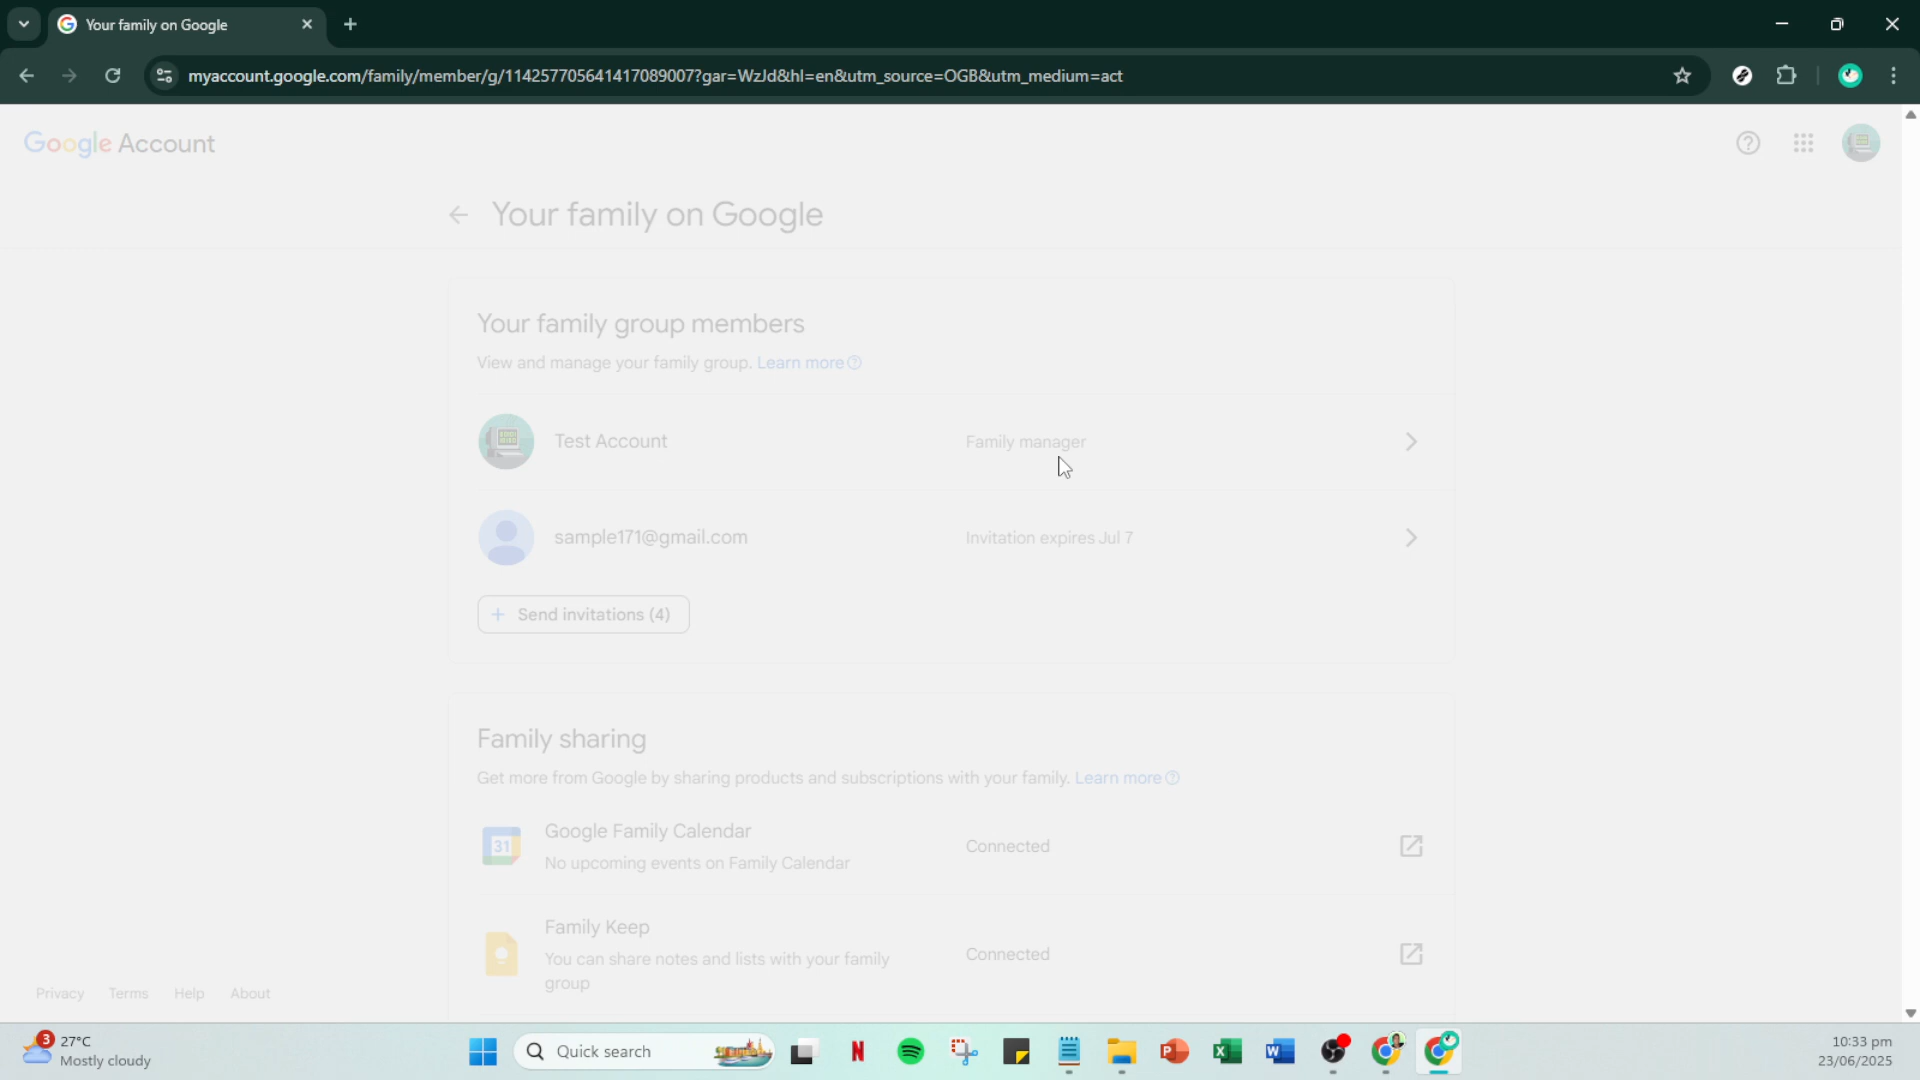 Your family on Google
myaccount.google.com/family/member/g/114257705641417089007?gar=WzJd&hl=en&utm_source=OGB&utm_medium=act
Google Account
Your family on Google
Your family group members
View and manage your family group. Learn more
Test Account
Family manager
sample171@gmail.com
Invitation expires Jul 7
+ Send invitations (4)
Family sharing
Get more from Google by sharing products and subscriptions with your family. Learn more
31
Google Family Calendar
No upcoming events on Family Calendar
Connected
Family Keep
You can share notes and lists with your family
group
Connected
Privacy
Terms
Help
About
3
27°C
Mostly cloudy
Quick search
10:33 pm
23/06/2025